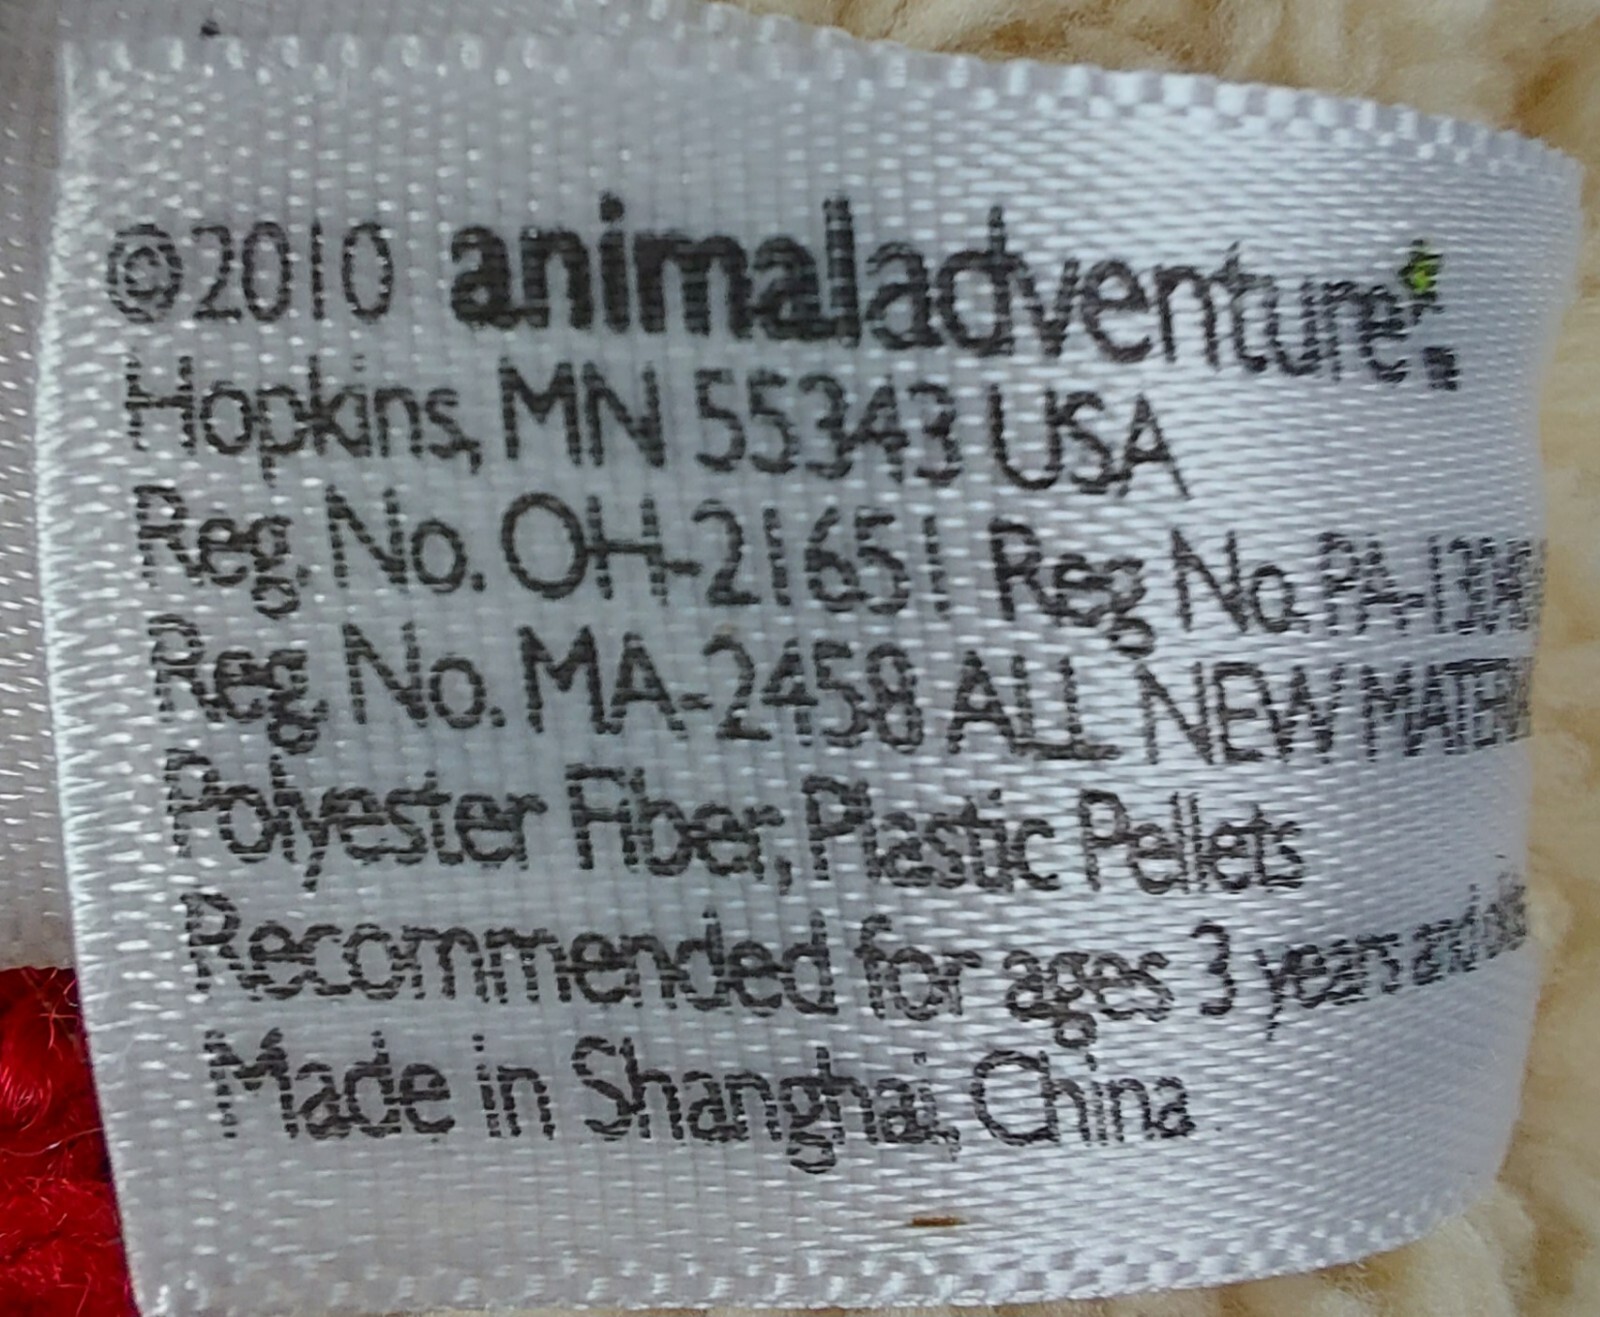 ©2010 animaladventure
Hopkins, MN 55343 USA
Reg. No. OH-21651 Reg No.
Reg. No. MA-2458 ALL NEW
Polyester Fiber, Plastic Pellets
Recommended for ages 3 years and
Made in Shanghai, China